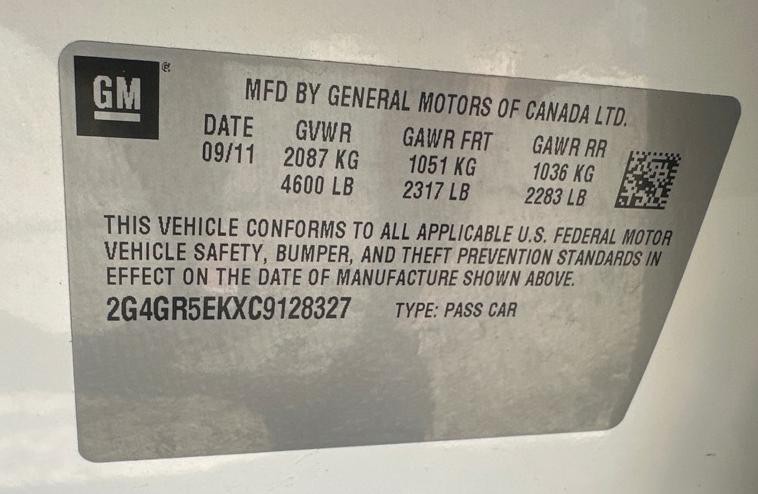 GM®
MFD BY GENERAL MOTORS OF CANADA LTD.
DATE GVWR GAWR FRT GAWR RR
09/11 2087 KG 1051 KG 1036 KG
4600 LB 2317 LB 2283 LB
THIS VEHICLE CONFORMS TO ALL APPLICABLE U.S. FEDERAL MOTOR
VEHICLE SAFETY, BUMPER, AND THEFT PREVENTION STANDARDS IN
EFFECT ON THE DATE OF MANUFACTURE SHOWN ABOVE.
2G4GR5EKXC9128327 TYPE: PASS CAR